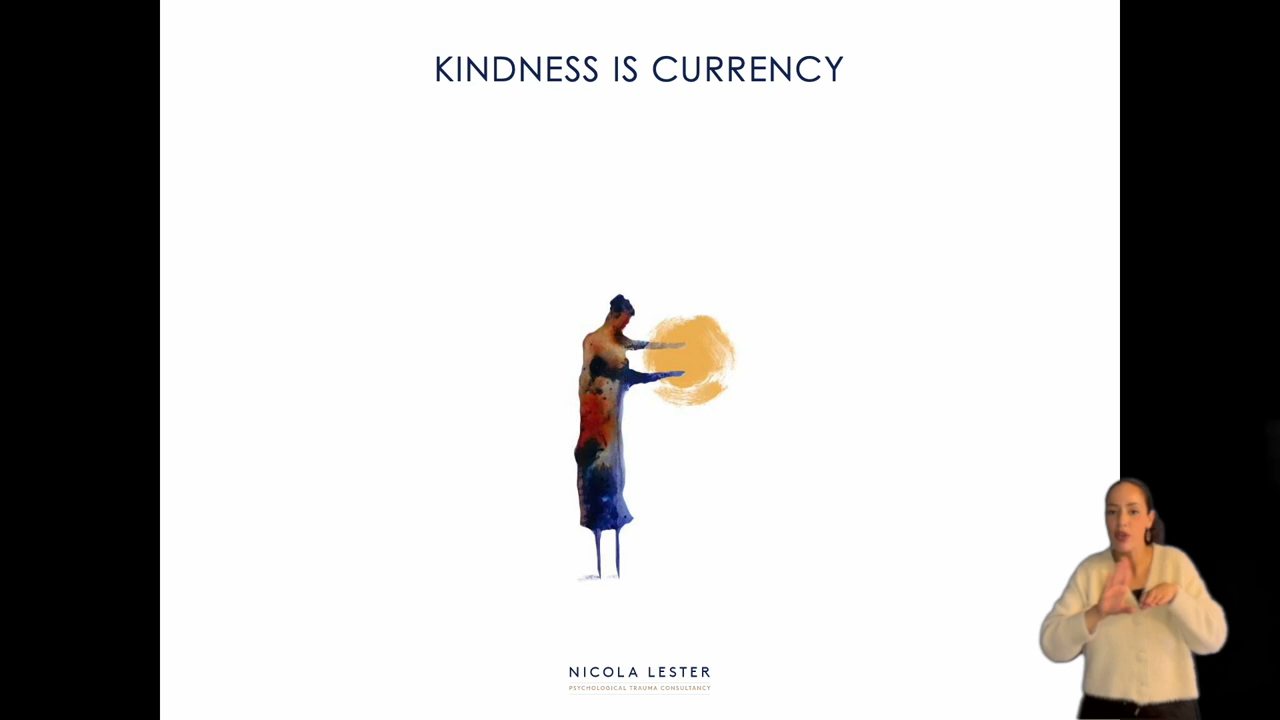 KINDNESS IS CURRENCY
NICOLA LESTER
PSYCHOLOGICAL TRAUMA CONSULTANCY